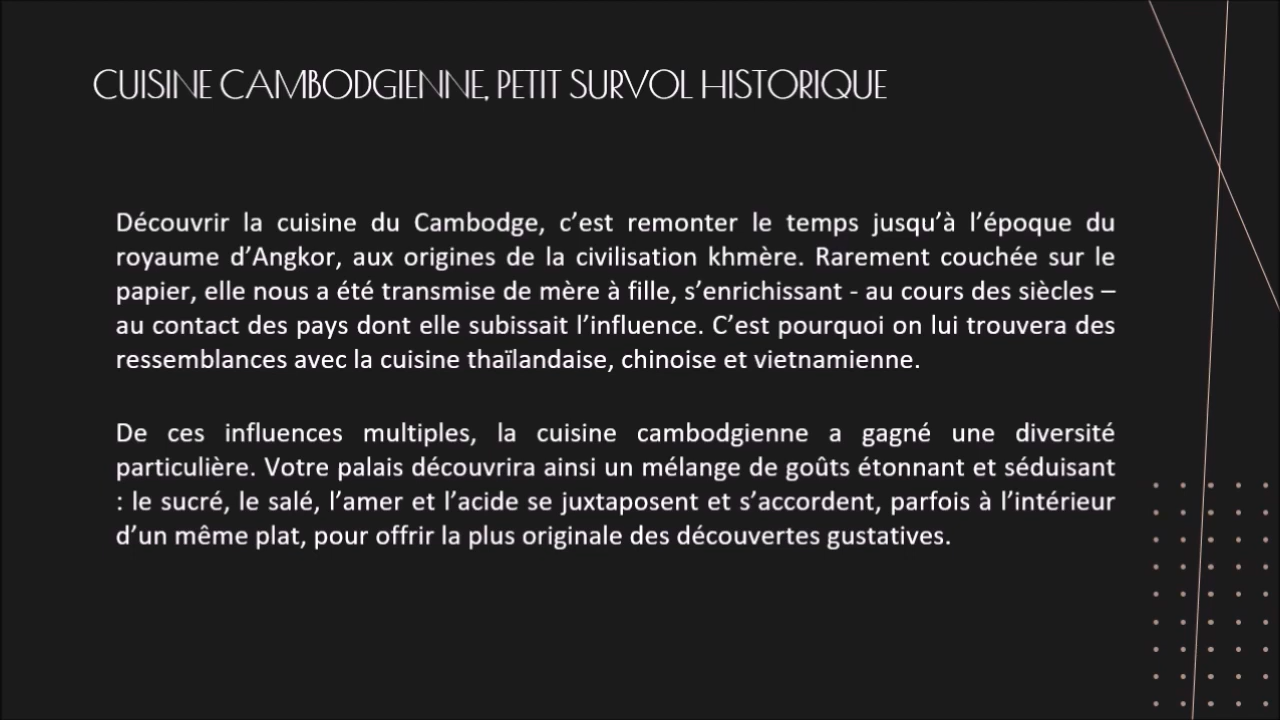 CUISINE CAMBODGIENNE, PETIT SURVOL HISTORIQUE
Découvrir la cuisine du Cambodge, c’est remonter le temps jusqu’à l’époque du
royaume d’Angkor, aux origines de la civilisation khmère. Rarement couchée sur le
papier, elle nous a été transmise de mère à fille, s’enrichissant - au cours des siècles –
au contact des pays dont elle subissait l’influence. C’est pourquoi on lui trouvera des
ressemblances avec la cuisine thaïlandaise, chinoise et vietnamienne.
De ces influences multiples, la cuisine cambodgienne a gagné une diversité
particulière. Votre palais découvrira ainsi un mélange de goûts étonnant et séduisant
: le sucré, le salé, l’amer et l’acide se juxtaposent et s’accordent, parfois à l’intérieur
d’un même plat, pour offrir la plus originale des découvertes gustatives.